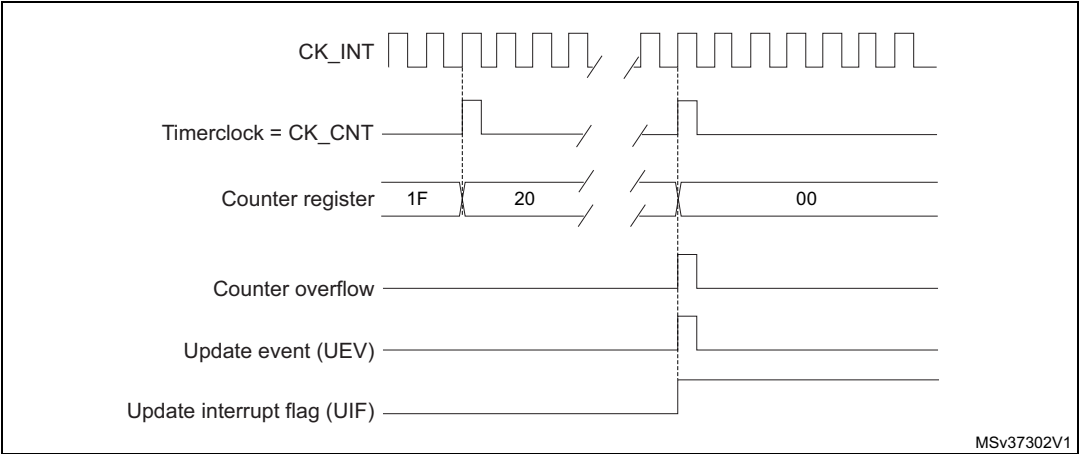 CK_INT
Timerclock = CK_CNT
Counter register 1F 20 00
Counter overflow
Update event (UEV)
Update interrupt flag (UIF)
MSv37302V1